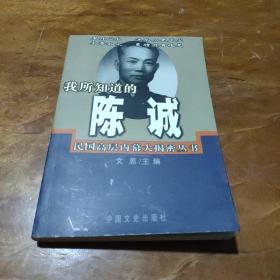 我所知道的
陈诚
民国高层内幕大揭密丛书
文思/主编
中国文史出版社